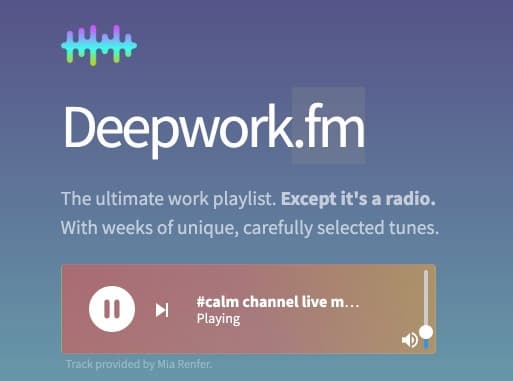 Deepwork.fm
The ultimate work playlist. Except it's a radio.
With weeks of unique, carefully selected tunes.
#calm channel live m...
Playing
Track provided by Mia Renfer.